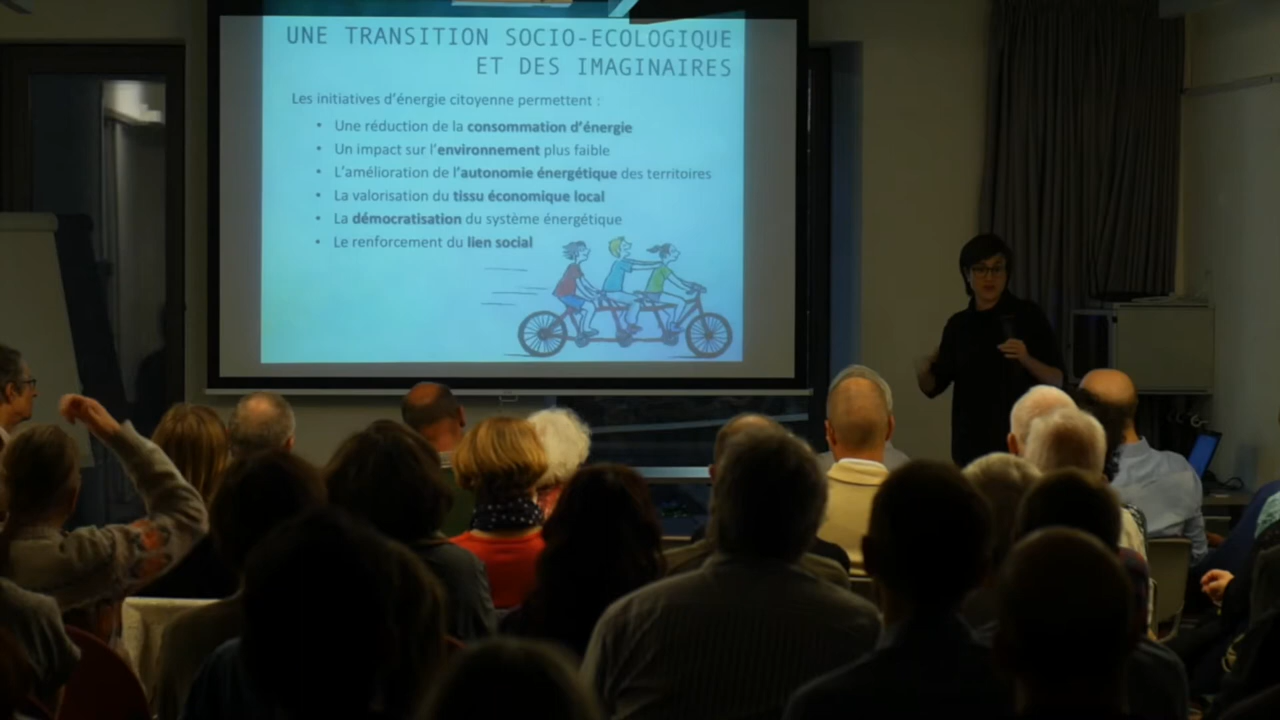 UNE TRANSITION SOCIO-ECOLOGIQUE
ET DES IMAGINAIRES
Les initiatives d'énergie citoyenne permettent :
• Une réduction de la consommation d'énergie
• Un impact sur l'environnement plus faible
• L'amélioration de l'autonomie énergétique des territoires
• La valorisation du tissu économique local
• La démocratisation du système énergétique
• Le renforcement du lien social